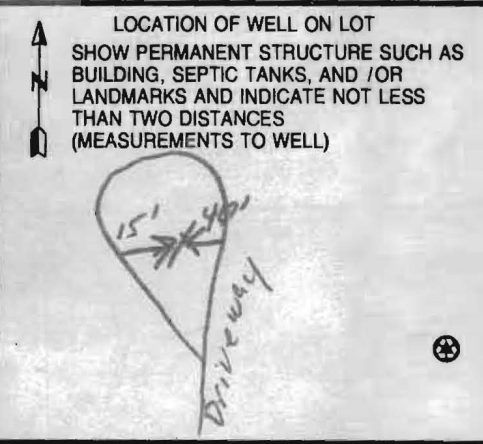 LOCATION OF WELL ON LOT
N
SHOW PERMANENT STRUCTURE SUCH AS
BUILDING, SEPTIC TANKS, AND /OR
LANDMARKS AND INDICATE NOT LESS
THAN TWO DISTANCES
(MEASUREMENTS TO WELL)
15' 40'
Driveway